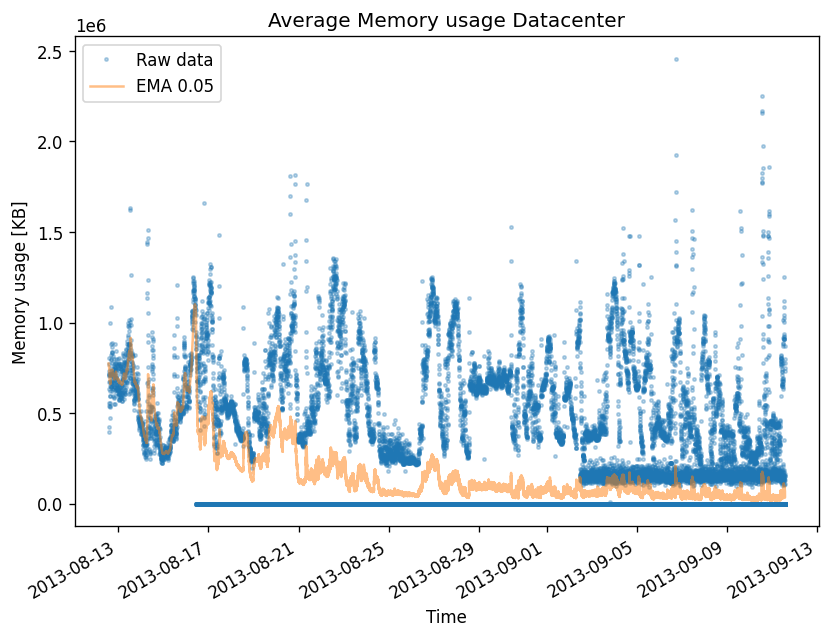 Average Memory usage Datacenter
1e6
Raw data
EMA 0.05
2.5
2.0
1.5
1.0
0.5
0.0
Memory usage [KB]
2013-08-13
2013-08-17
2013-08-21
2013-08-25
2013-08-29
2013-09-01
2013-09-05
2013-09-09
2013-09-13
Time